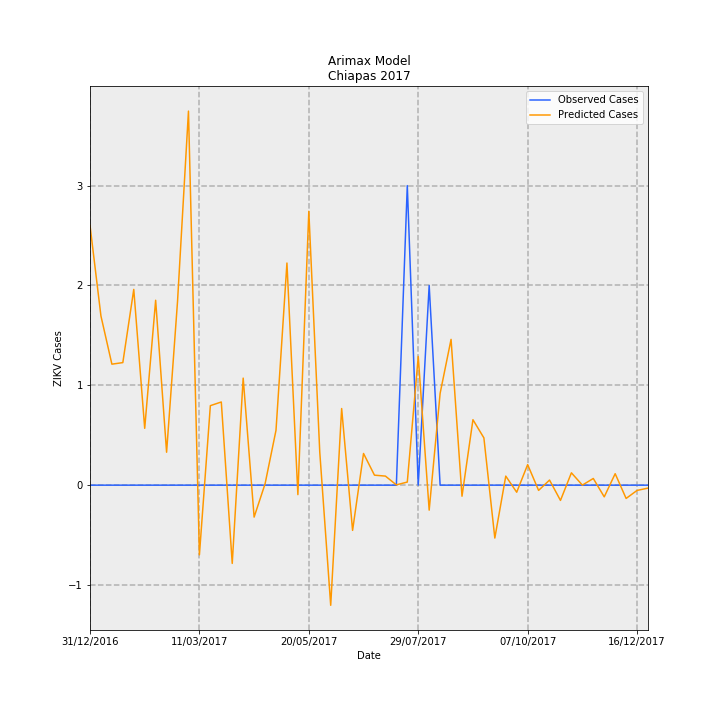 Arimax Model
Chiapas 2017
Observed Cases
Predicted Cases
ZIKV Cases
3
2
1
0
−1
31/12/2016 11/03/2017 20/05/2017 29/07/2017 07/10/2017 16/12/2017
Date